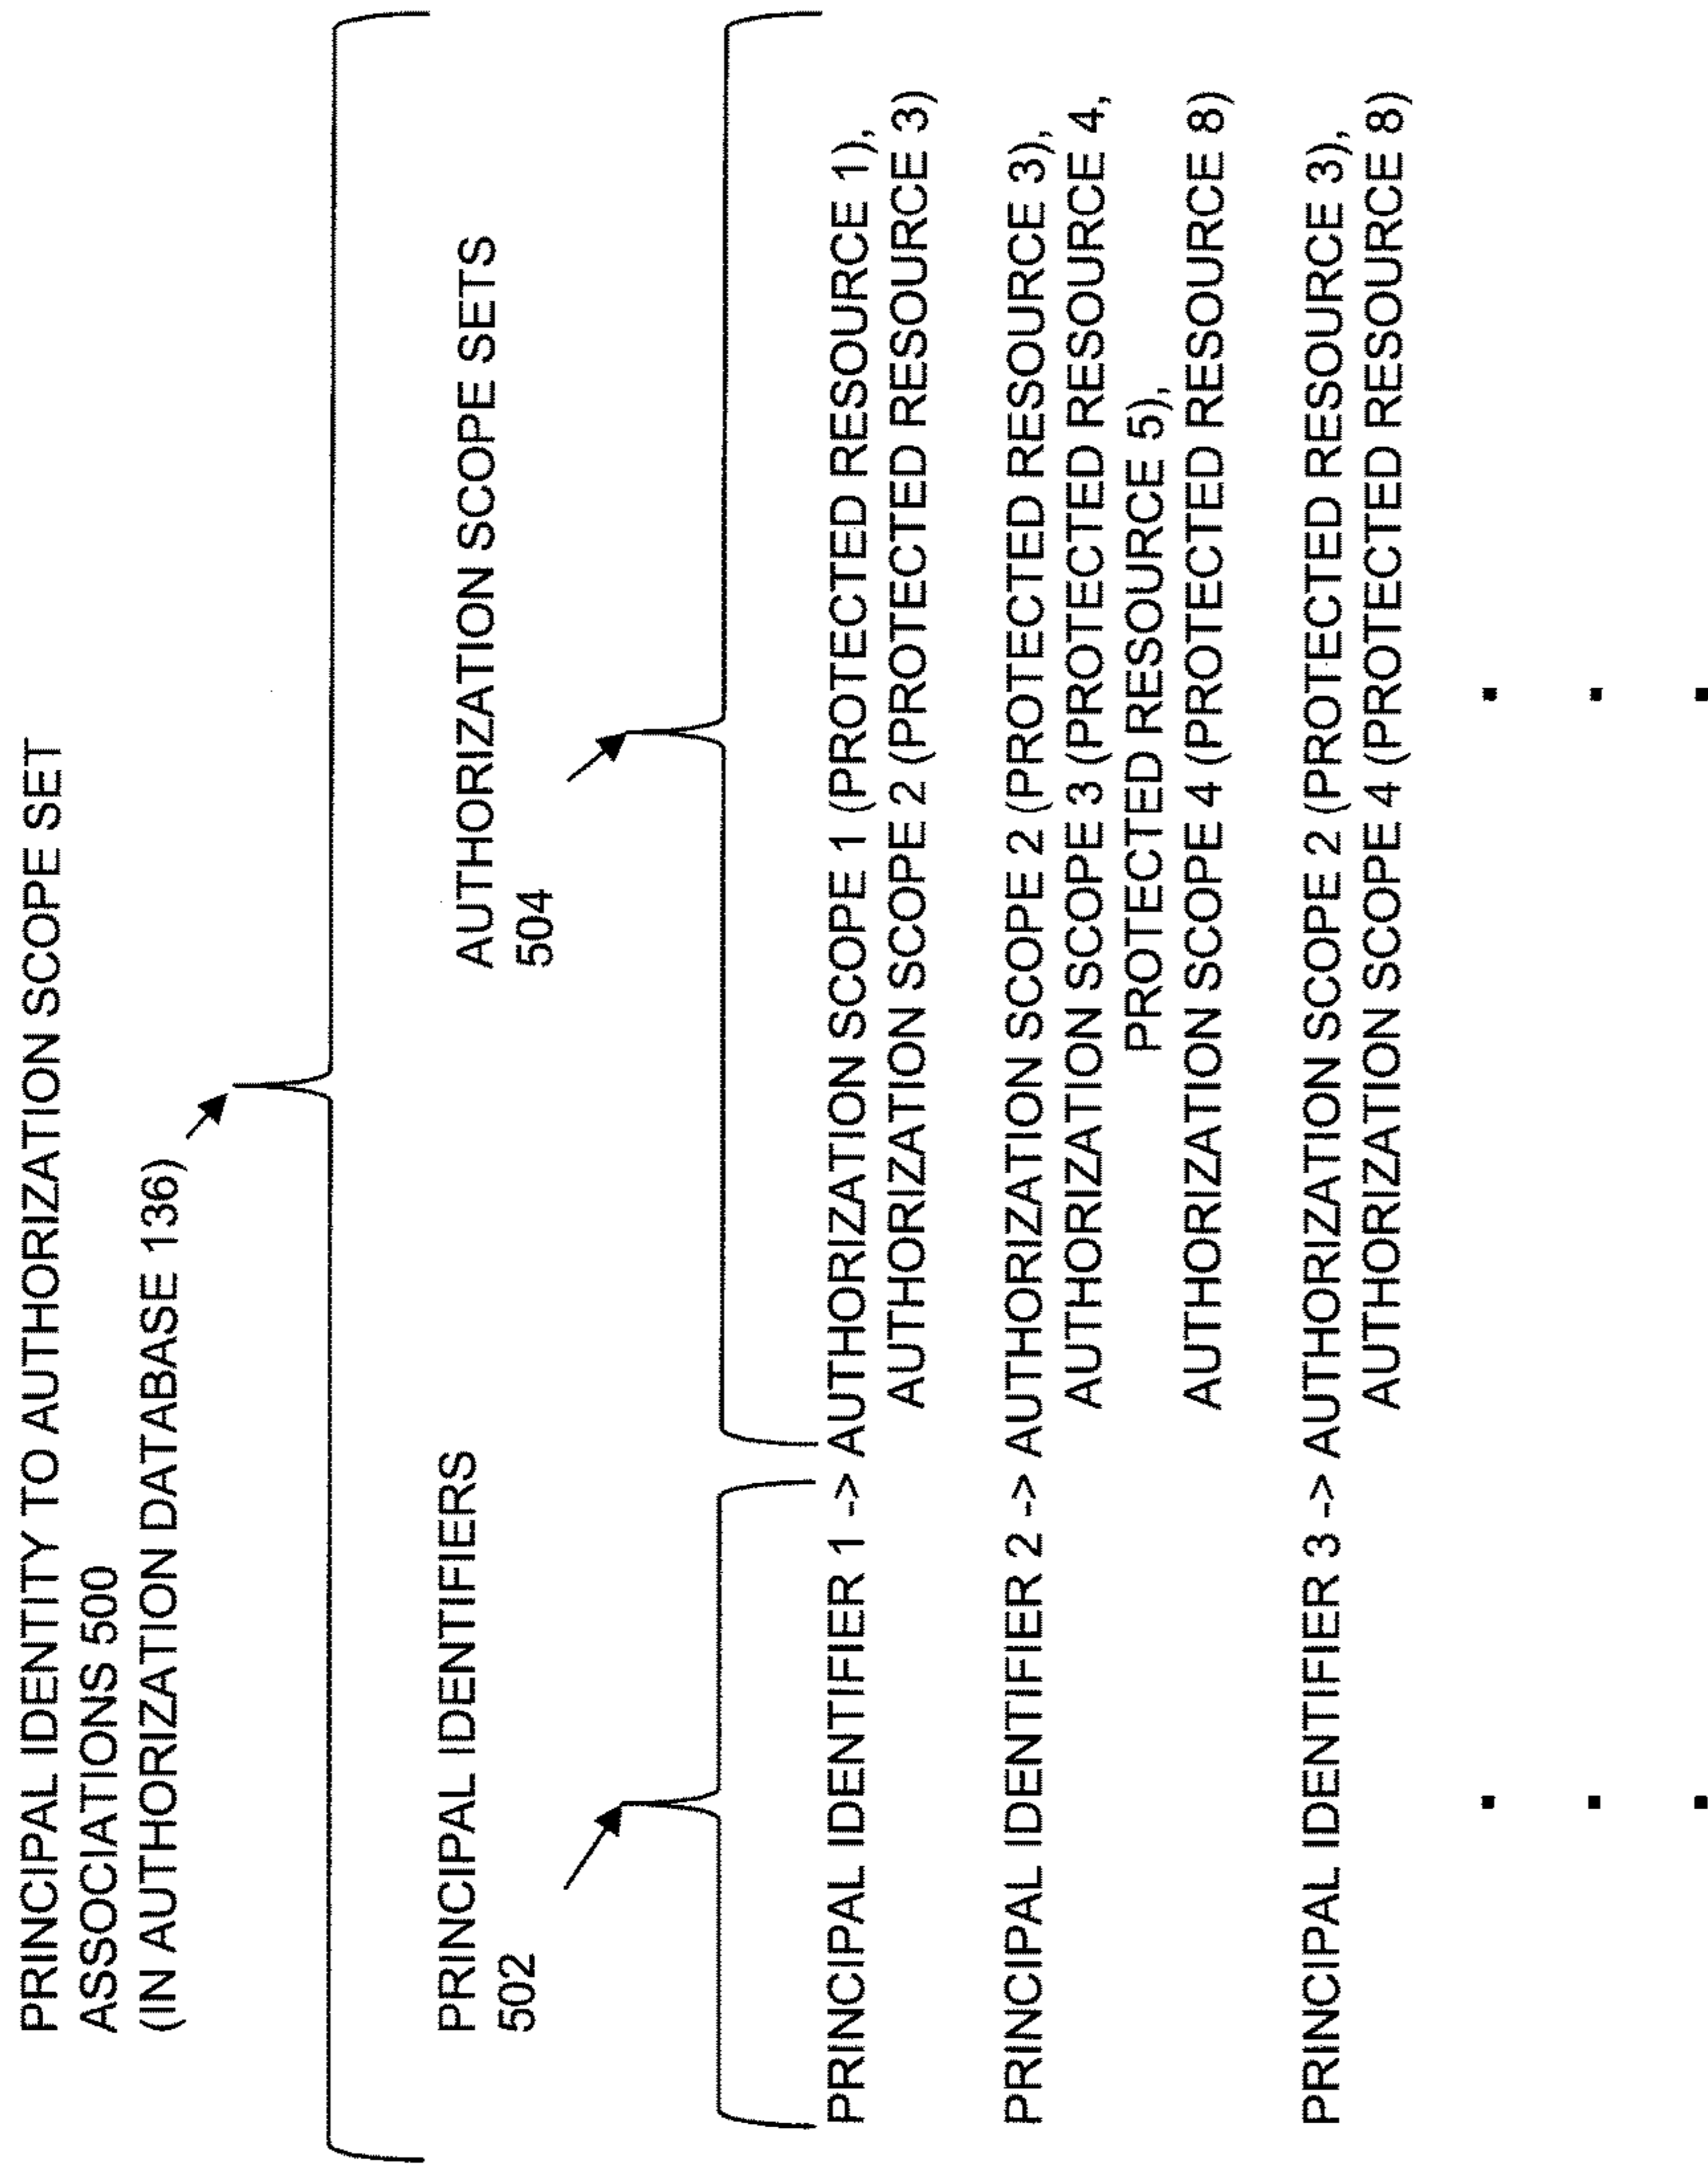 PRINCIPAL IDENTITY TO AUTHORIZATION SCOPE SET
ASSOCIATIONS 500
(IN AUTHORIZATION DATABASE 136)
PRINCIPAL IDENTIFIERS
502
AUTHORIZATION SCOPE SETS
504
PRINCIPAL IDENTIFIER 1 -> AUTHORIZATION SCOPE 1 (PROTECTED RESOURCE 1),
AUTHORIZATION SCOPE 2 (PROTECTED RESOURCE 3)
PRINCIPAL IDENTIFIER 2 -> AUTHORIZATION SCOPE 2 (PROTECTED RESOURCE 3),
AUTHORIZATION SCOPE 3 (PROTECTED RESOURCE 4,
PROTECTED RESOURCE 5),
AUTHORIZATION SCOPE 4 (PROTECTED RESOURCE 8)
PRINCIPAL IDENTIFIER 3 -> AUTHORIZATION SCOPE 2 (PROTECTED RESOURCE 3),
AUTHORIZATION SCOPE 4 (PROTECTED RESOURCE 8)